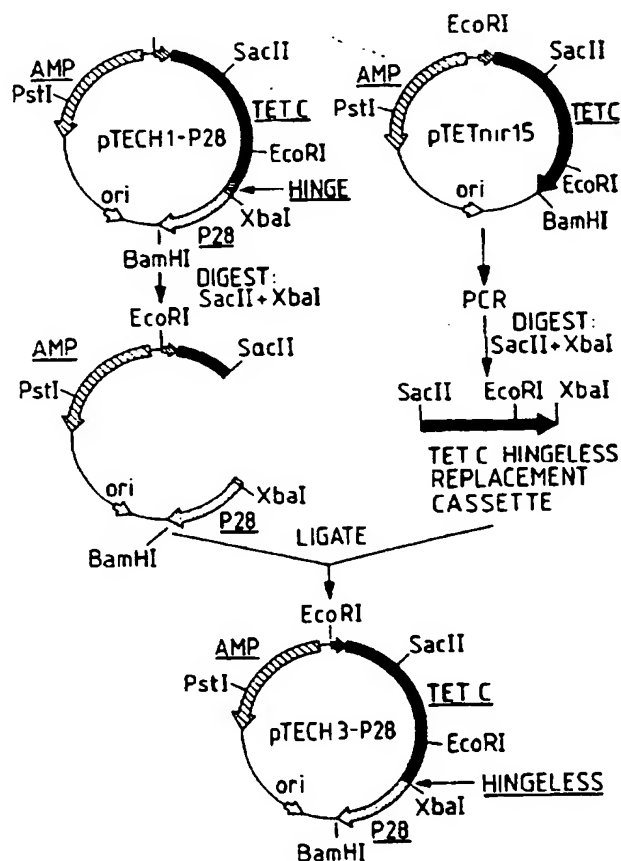 SacII
AMP
PstI
TET C
pTECH1-P28
EcoRI
HINGE
ori
XbaI
P28
BamHI
DIGEST:
SacII+XbaI
EcoRI
SacII
AMP
PstI
TETC
pTETnir15
EcoRI
ori
BamHI
PCR
DIGEST:
SacII+XbaI
EcoRI
AMP
SacII
PstI
ori
XbaI
P28
BamHI
SacII EcoRI XbaI
TET C HINGELESS
REPLACEMENT
CASSETTE
LIGATE
EcoRI
AMP
SacII
PstI
TET C
pTECH3-P28
EcoRI
HINGELESS
ori
XbaI
P28
BamHI